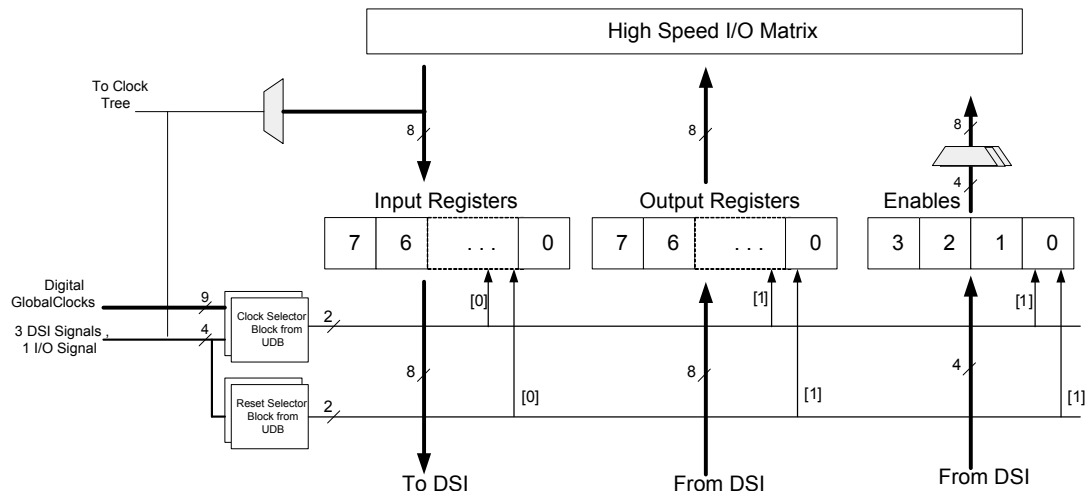 High Speed I/O Matrix
To Clock
Tree
8
8
8
4
Input Registers
Output Registers
Enables
7 6 . . . 0
7 6 . . . 0
3 2 1 0
Digital
GlobalClocks
9
3 DSI Signals ,
1 I/O Signal
4
Clock Selector
Block from
UDB
2
[0]
[1]
[1]
Reset Selector
Block from
UDB
2
8
[0]
8
[1]
4
[1]
To DSI
From DSI
From DSI